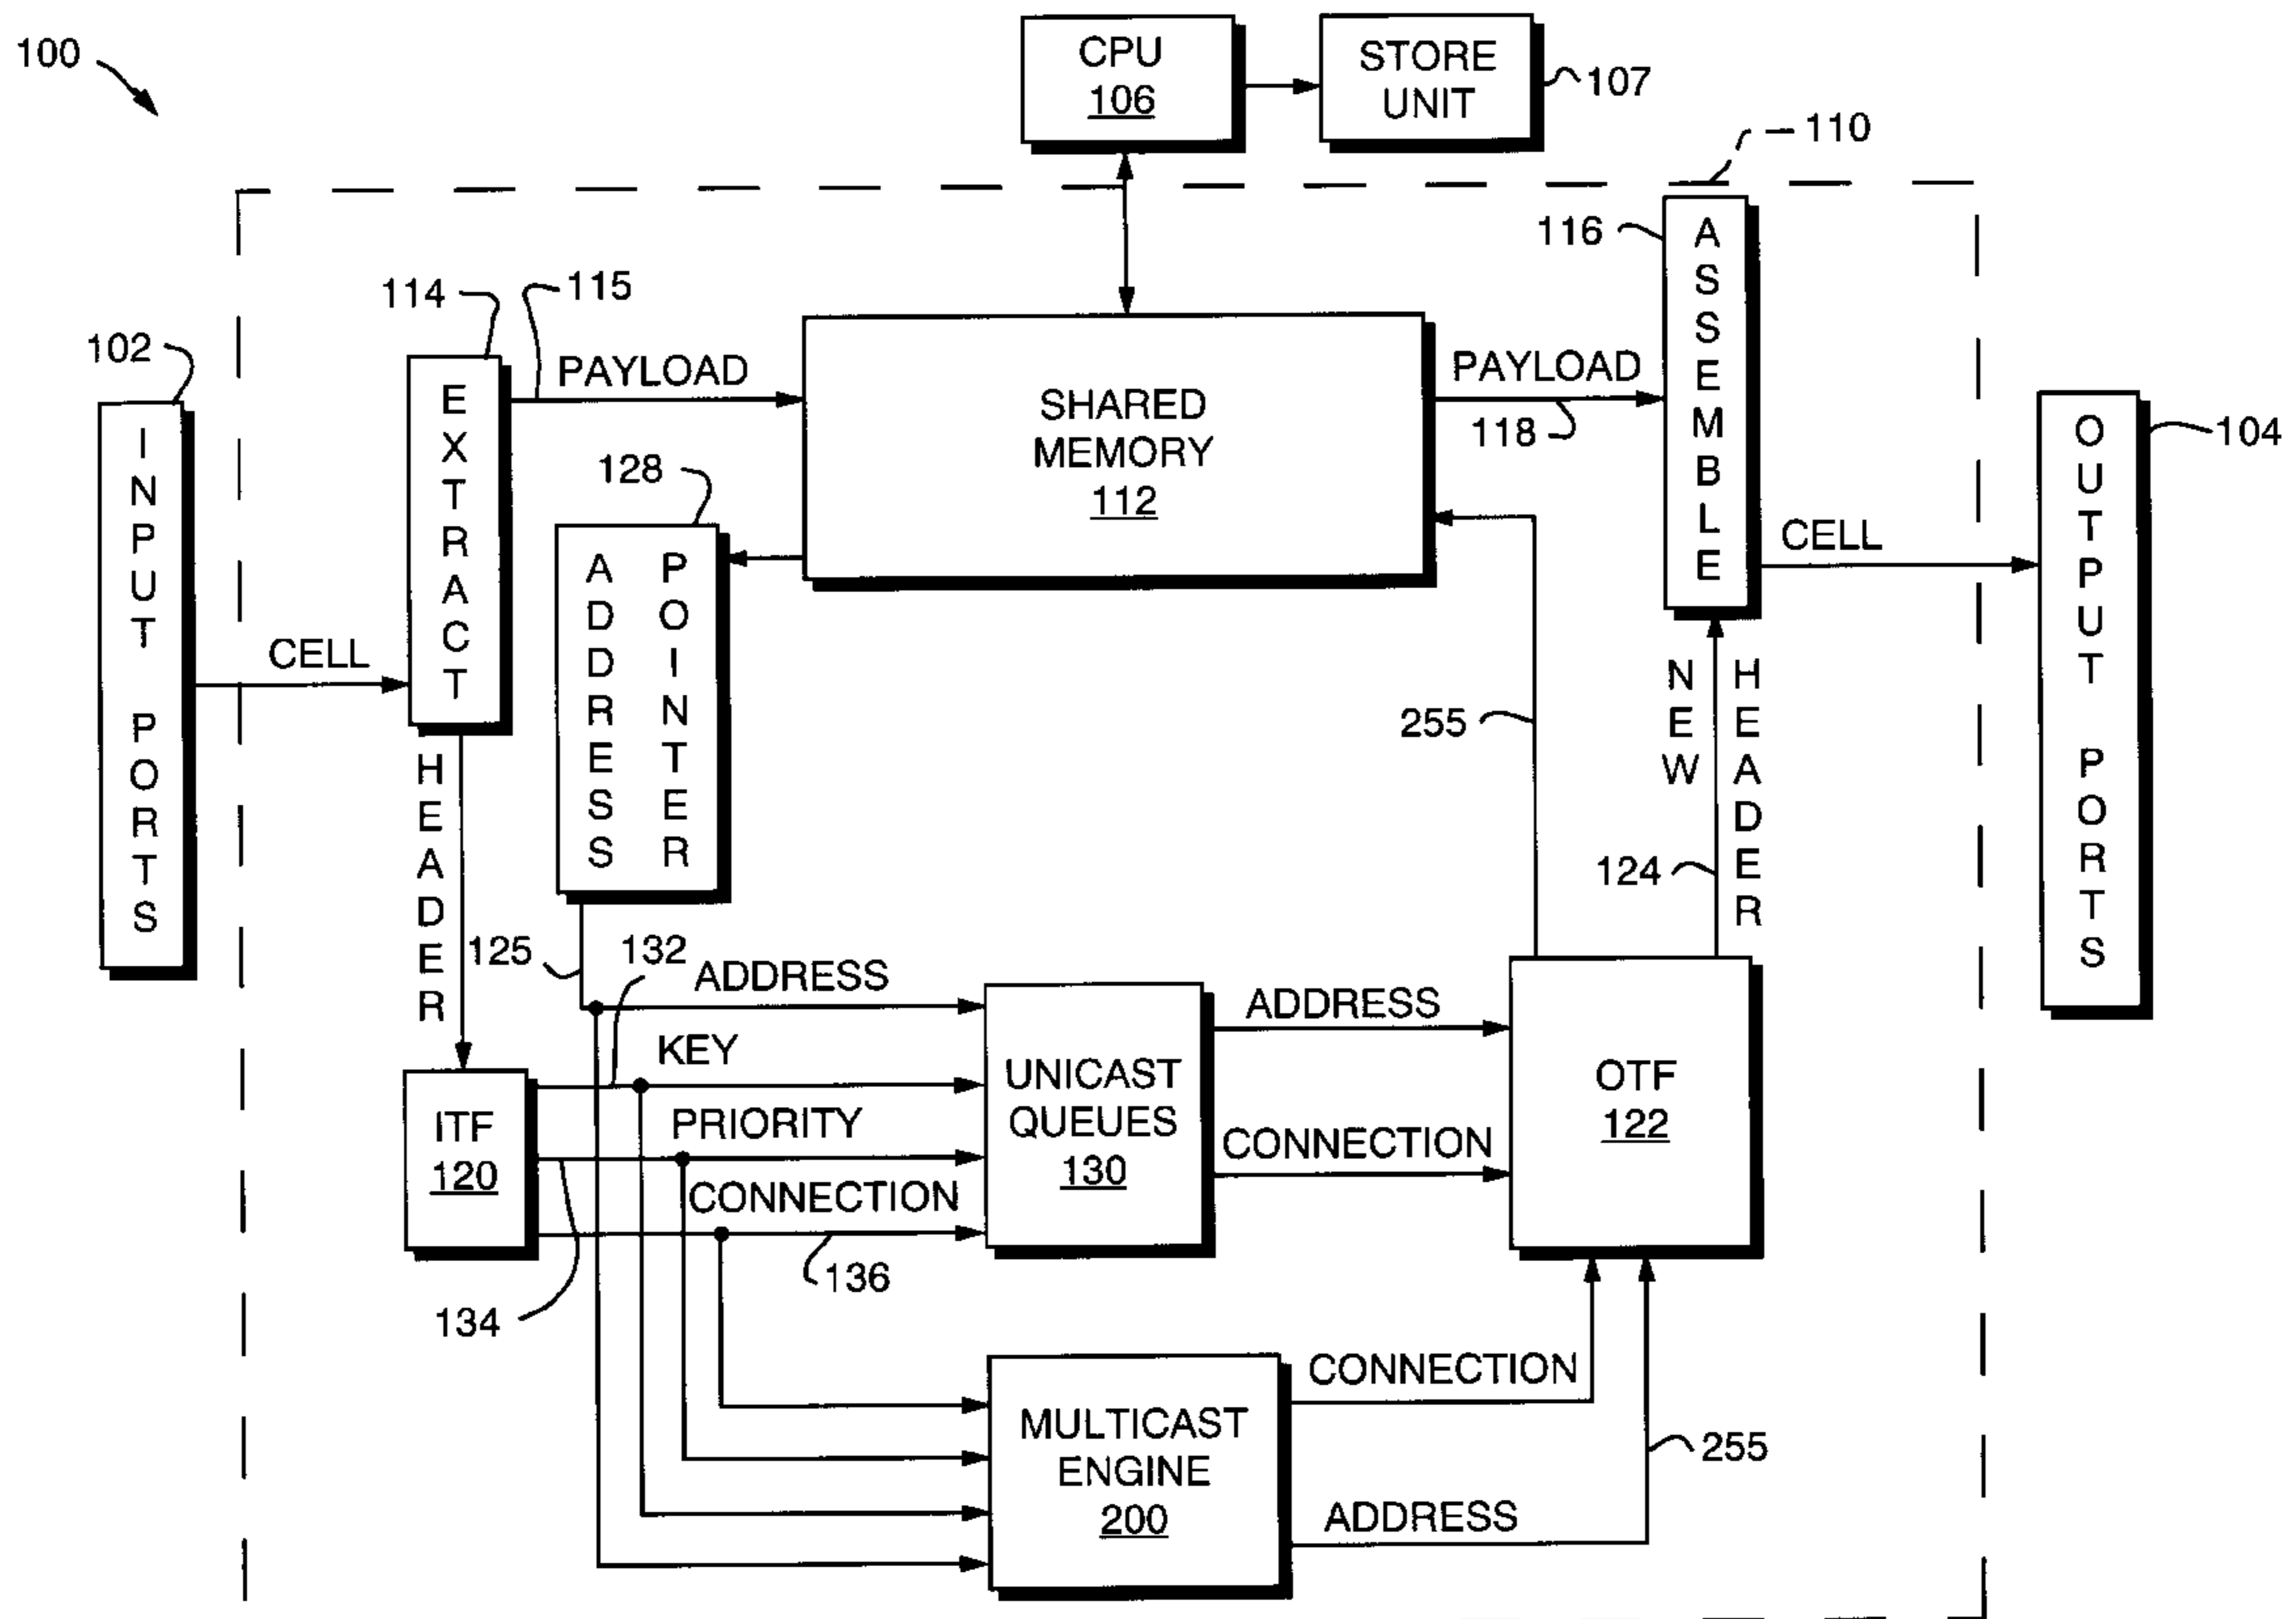 100
CPU
106
STORE
UNIT
107
110
116
ASSEMBLE
114
115
102
INPUT PORTS
EXTRACT
PAYLOAD
SHARED
MEMORY
112
PAYLOAD
118
OUTPUT PORTS
104
128
ADDRESS
POINTER
CELL
CELL
HEADER
255
NEW
HEADER
124
125
132
ADDRESS
KEY
PRIORITY
CONNECTION
ITF
120
134
136
UNICAST
QUEUES
130
ADDRESS
CONNECTION
OTF
122
MULTICAST
ENGINE
200
CONNECTION
ADDRESS
255